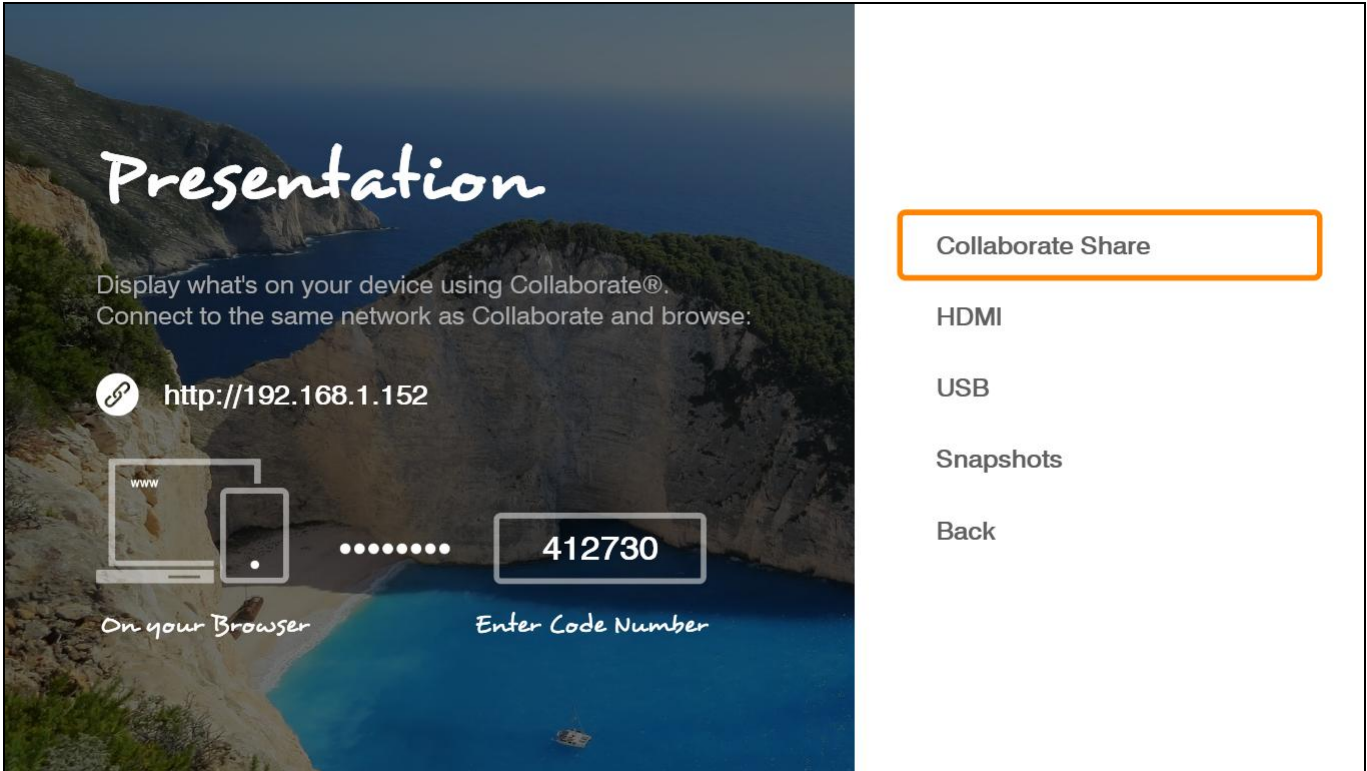 Presentation
Display what's on your device using Collaborate®.
Connect to the same network as Collaborate and browse:
http://192.168.1.152
www
412730
On your Browser
Enter Code Number
Collaborate Share
HDMI
USB
Snapshots
Back